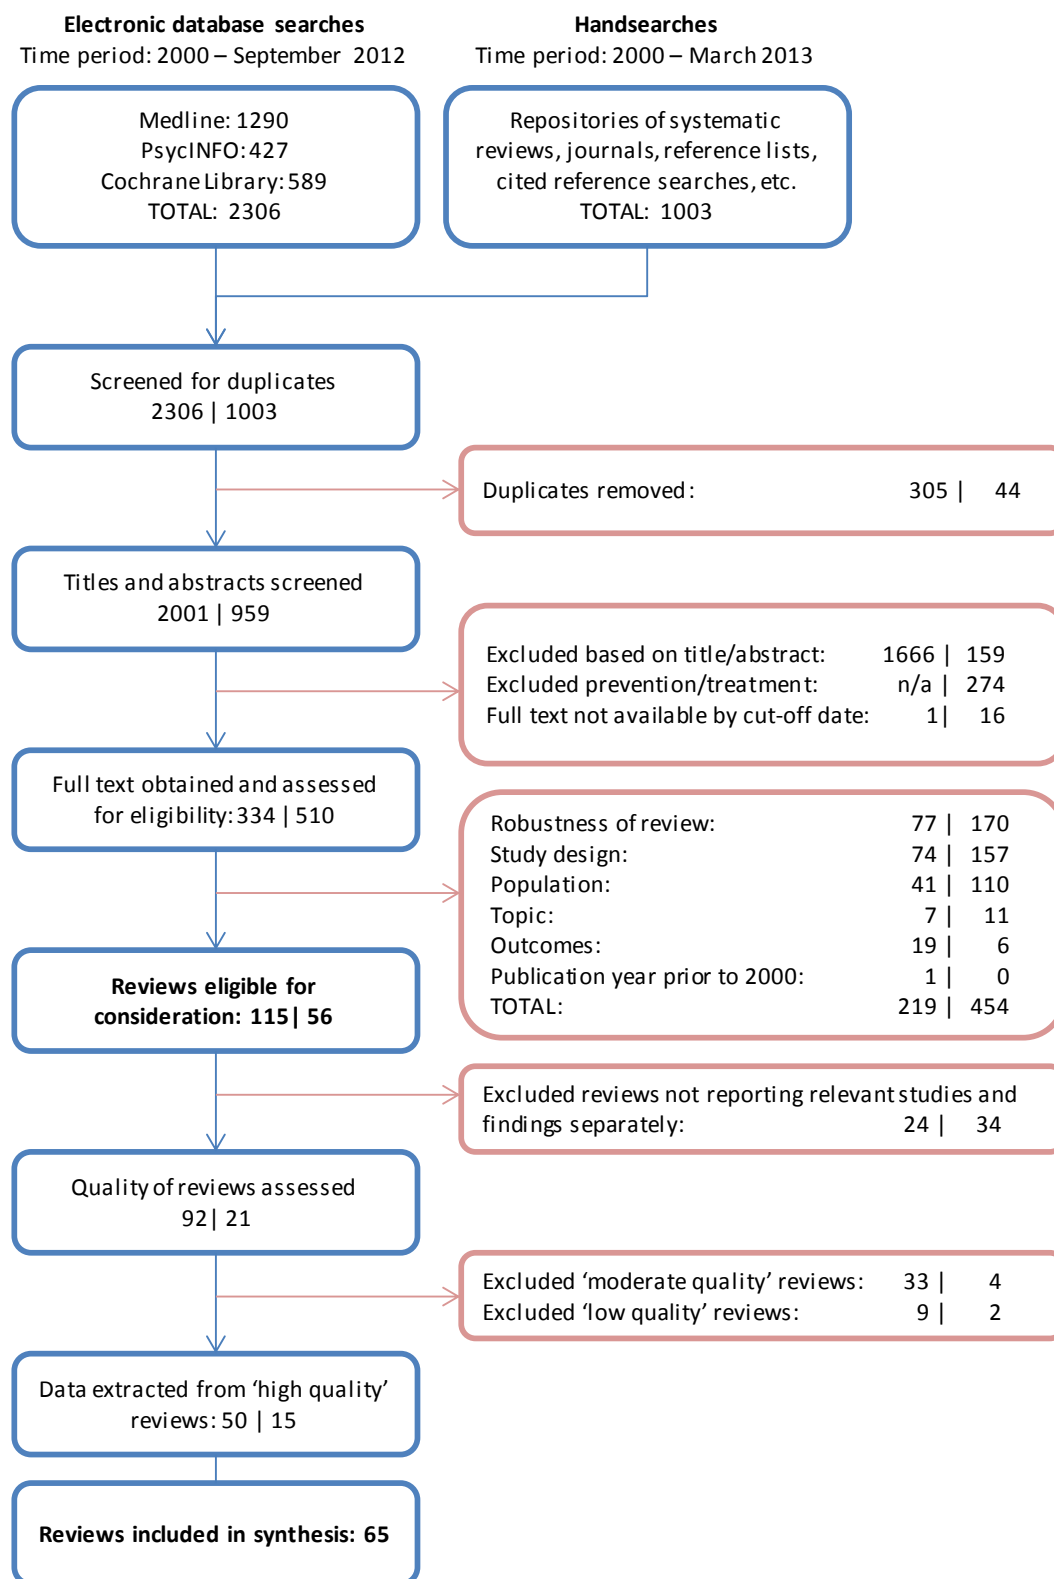 Electronic database searches
Time period: 2000 – September 2012
Handsearches
Time period: 2000 – March 2013
Medline: 1290
PsycINFO: 427
Cochrane Library: 589
TOTAL: 2306
Repositories of systematic
reviews, journals, reference lists,
cited reference searches, etc.
TOTAL: 1003
Screened for duplicates
2306 | 1003
Duplicates removed: 305 | 44
Titles and abstracts screened
2001 | 959
Excluded based on title/abstract: 1666 | 159
Excluded prevention/treatment: n/a | 274
Full text not available by cut-off date: 1 | 16
Full text obtained and assessed
for eligibility: 334 | 510
Robustness of review: 77 | 170
Study design: 74 | 157
Population: 41 | 110
Topic: 7 | 11
Outcomes: 19 | 6
Publication year prior to 2000: 1 | 0
TOTAL: 219 | 454
Reviews eligible for
consideration: 115 | 56
Excluded reviews not reporting relevant studies and
findings separately: 24 | 34
Quality of reviews assessed
92 | 21
Excluded ‘moderate quality’ reviews: 33 | 4
Excluded ‘low quality’ reviews: 9 | 2
Data extracted from ‘high quality’
reviews: 50 | 15
Reviews included in synthesis: 65